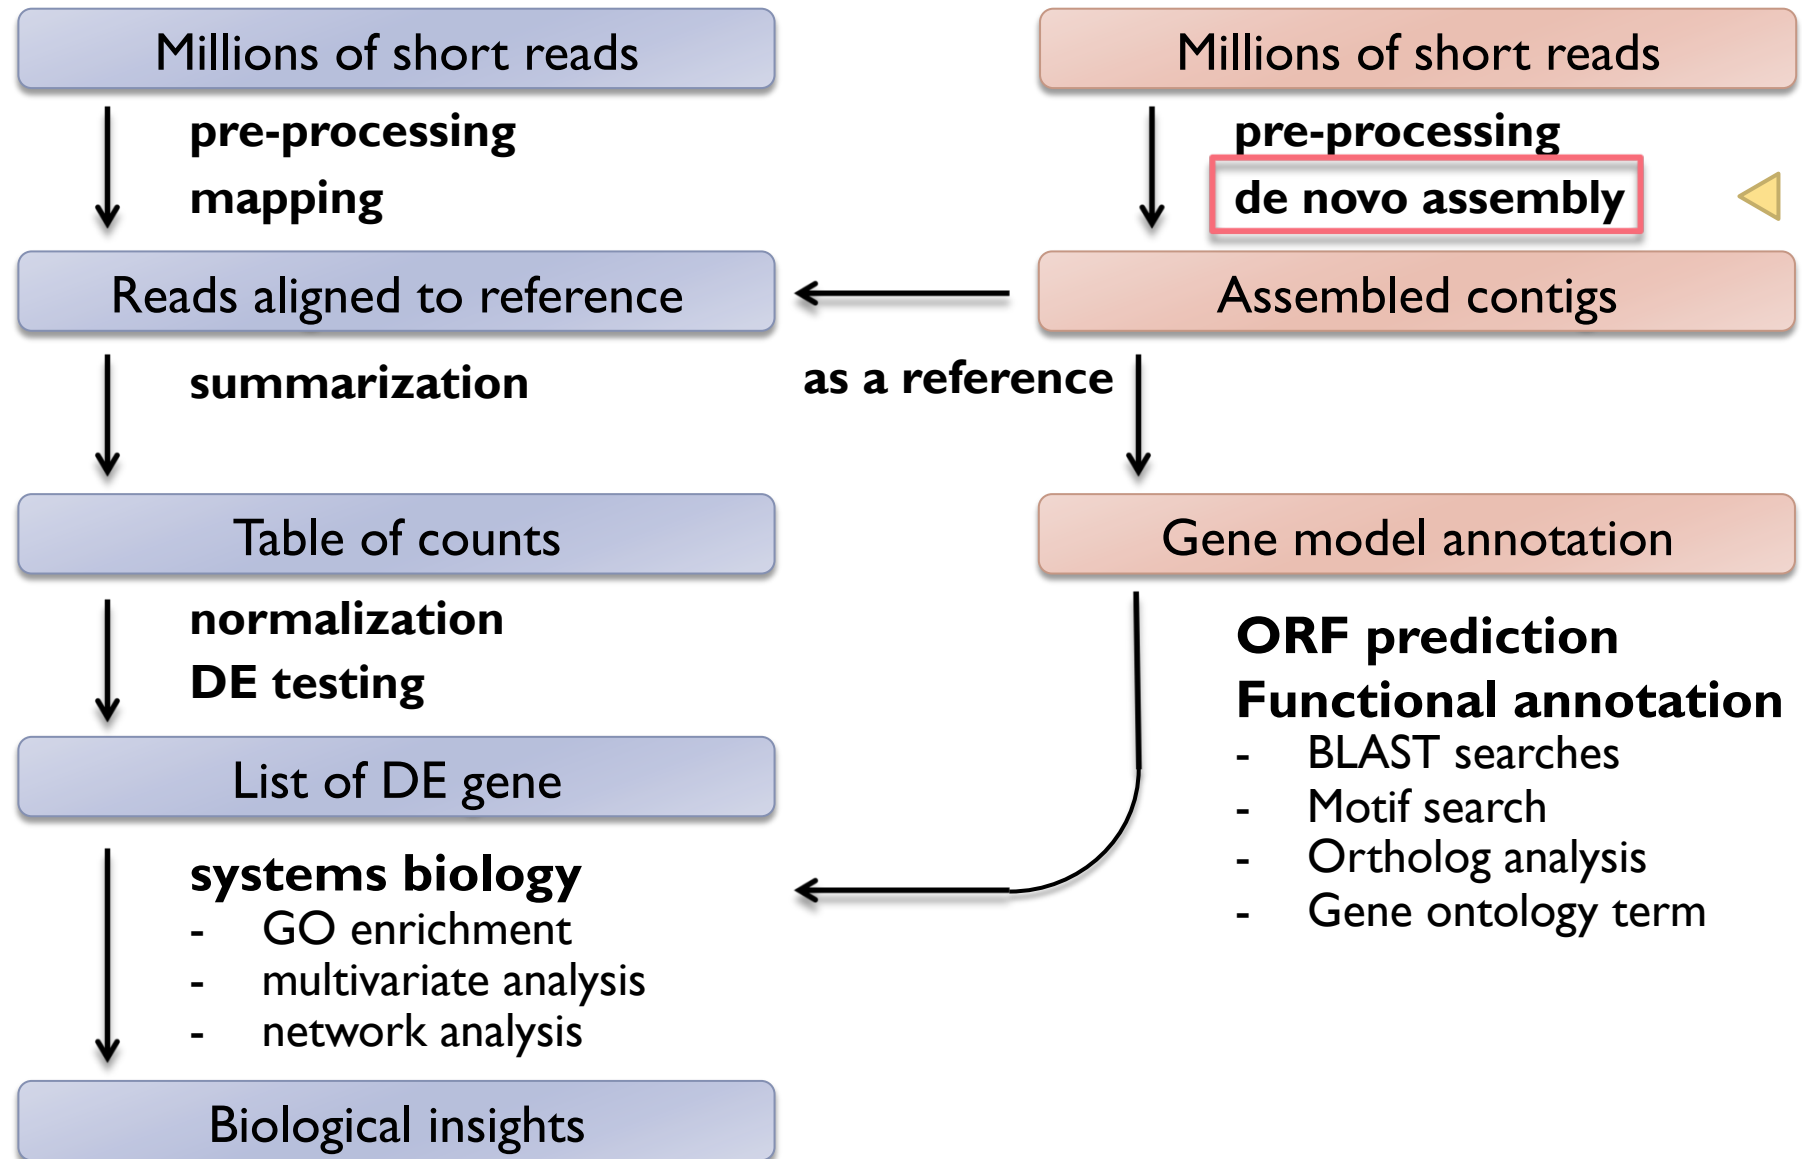 Millions of short reads
pre-processing
mapping
Reads aligned to reference
summarization
Table of counts
normalization
DE testing
List of DE gene
systems biology
- GO enrichment
- multivariate analysis
- network analysis
Biological insights
Millions of short reads
pre-processing
de novo assembly
Assembled contigs
as a reference
Gene model annotation
ORF prediction
Functional annotation
- BLAST searches
- Motif search
- Ortholog analysis
- Gene ontology term